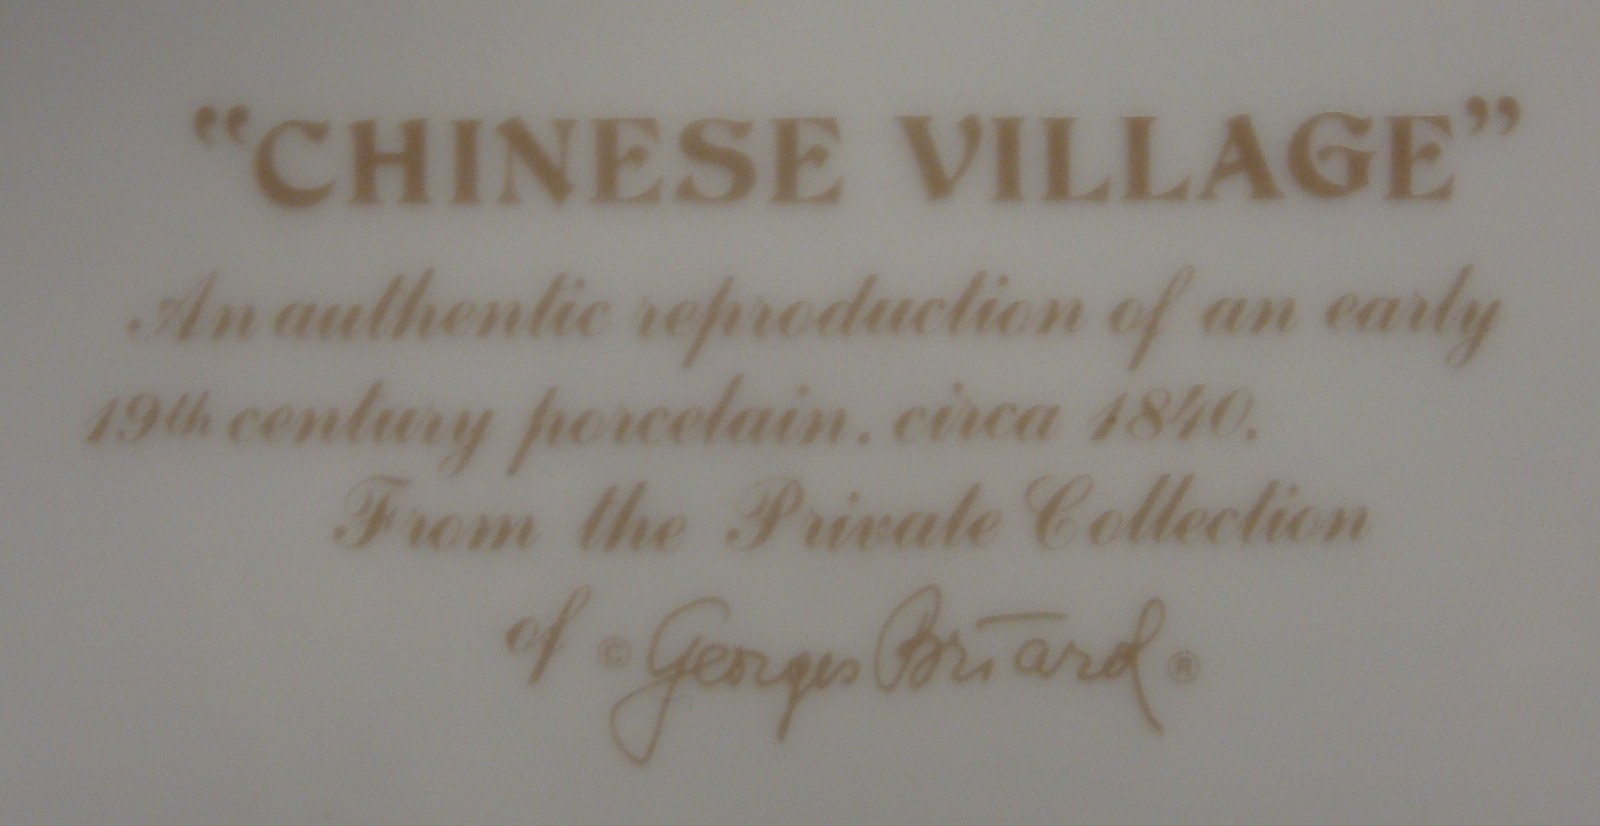 “CHINESE VILLAGE”
An authentic reproduction of an early
19th century porcelain. circa 1840.
From the Private Collection
of © Georges Briard ®